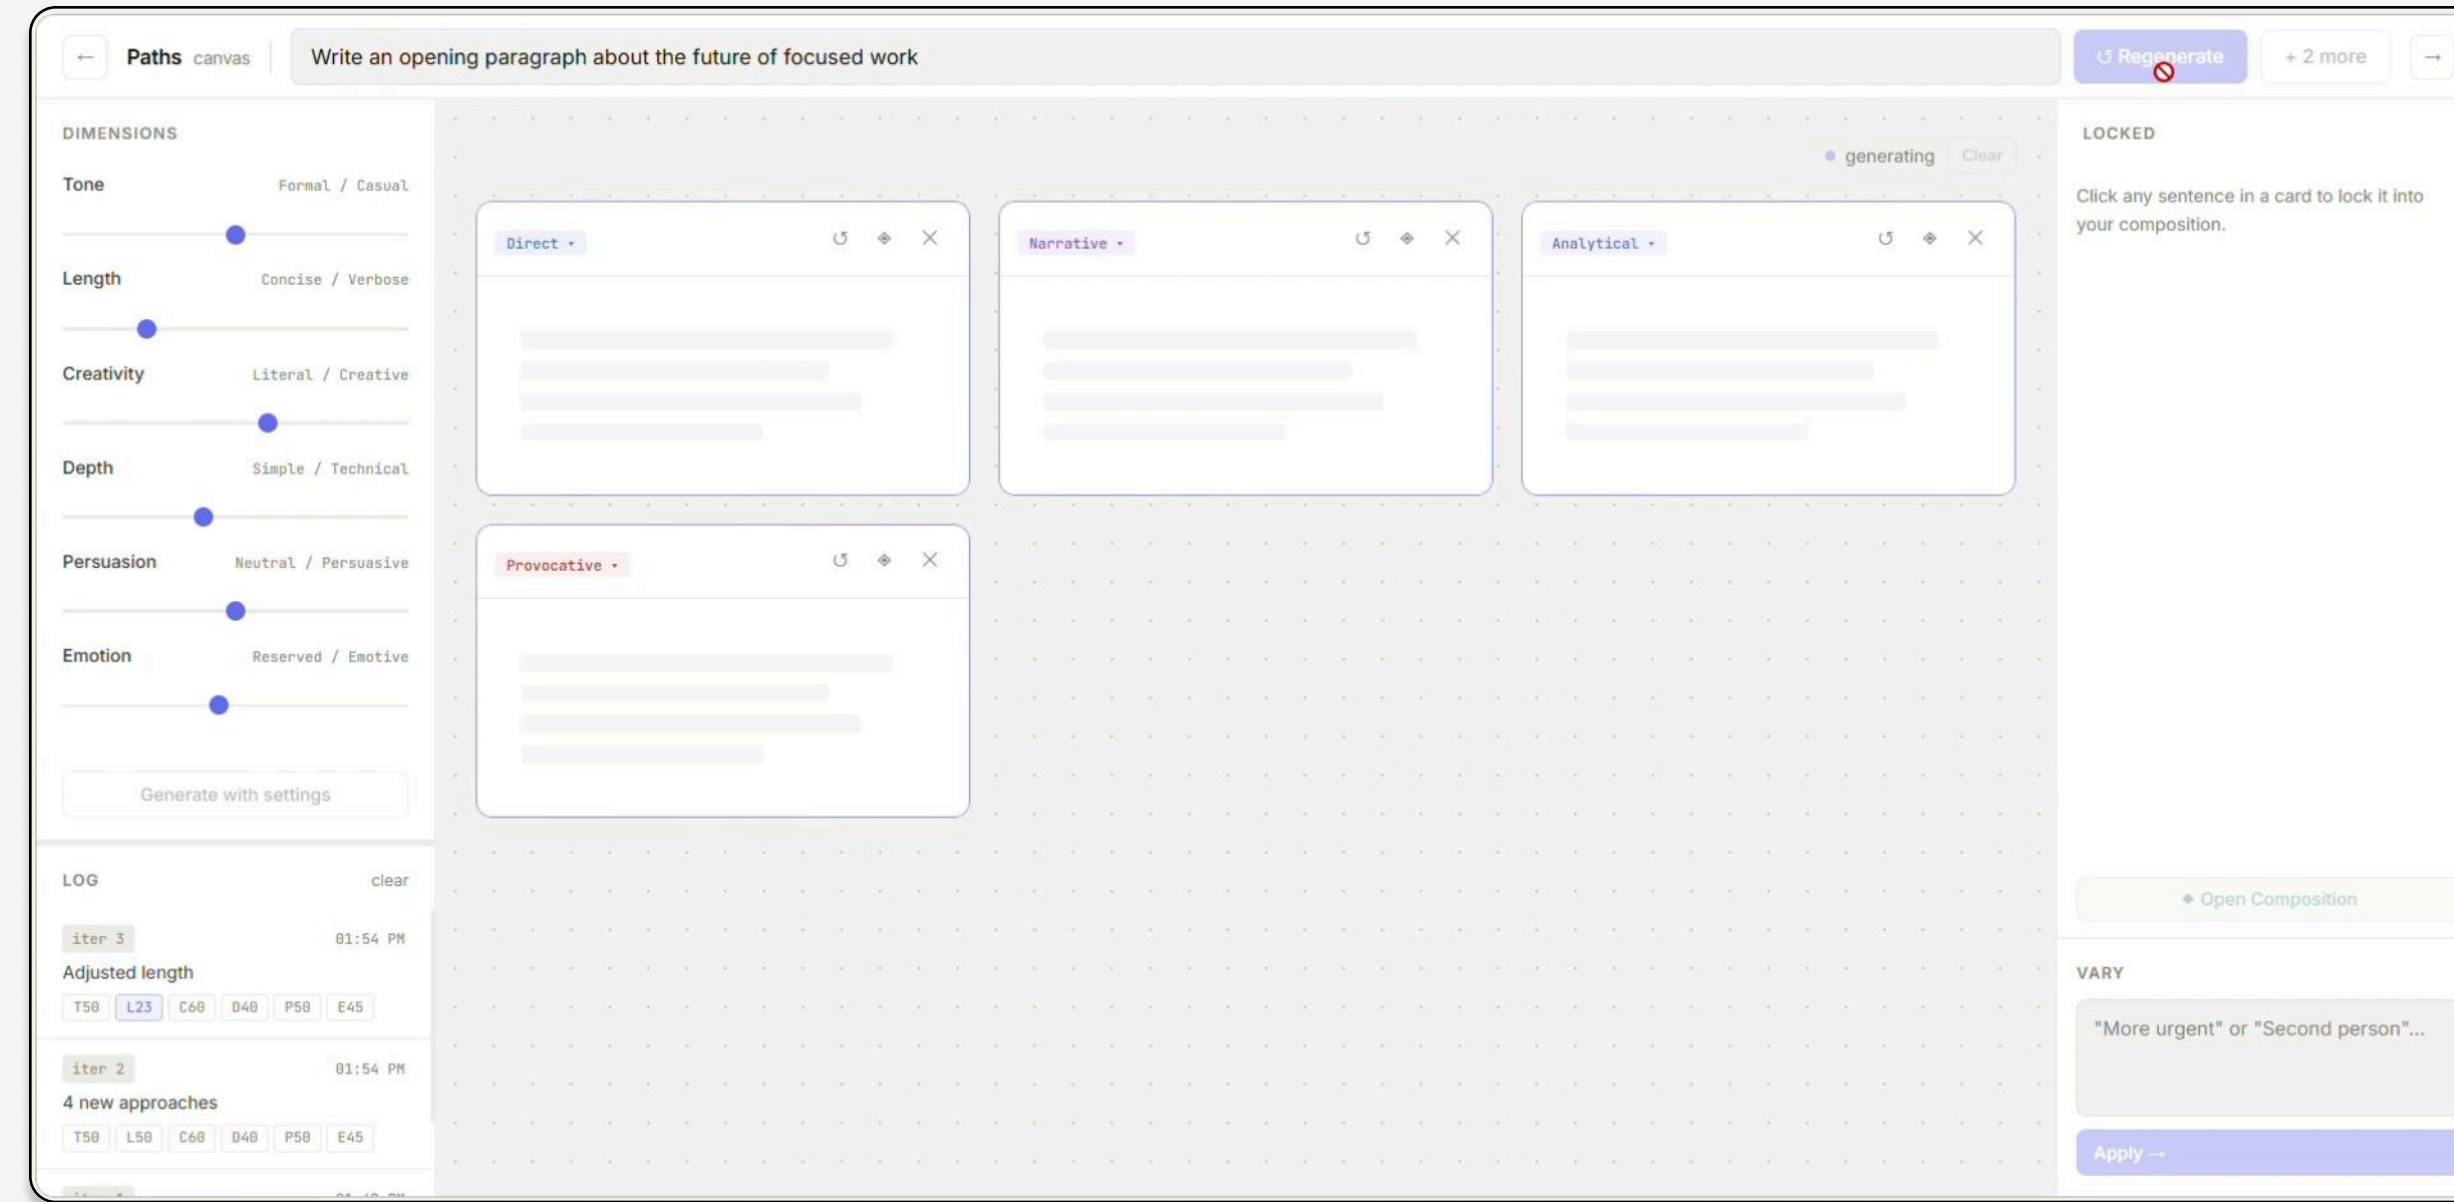 ← Paths canvas Write an opening paragraph about the future of focused work ↺ Regenerate + 2 more →
DIMENSIONS
Tone Formal / Casual
Length Concise / Verbose
Creativity Literal / Creative
Depth Simple / Technical
Persuasion Neutral / Persuasive
Emotion Reserved / Emotive
Generate with settings
LOG clear
iter 3 01:54 PM
Adjusted length
T50 L23 C60 D40 P50 E45
iter 2 01:54 PM
4 new approaches
T50 L50 C60 D40 P50 E45
generating Clear
Direct
Narrative
Analytical
Provocative
LOCKED
Click any sentence in a card to lock it into
your composition.
◆ Open Composition
VARY
"More urgent" or "Second person"...
Apply →